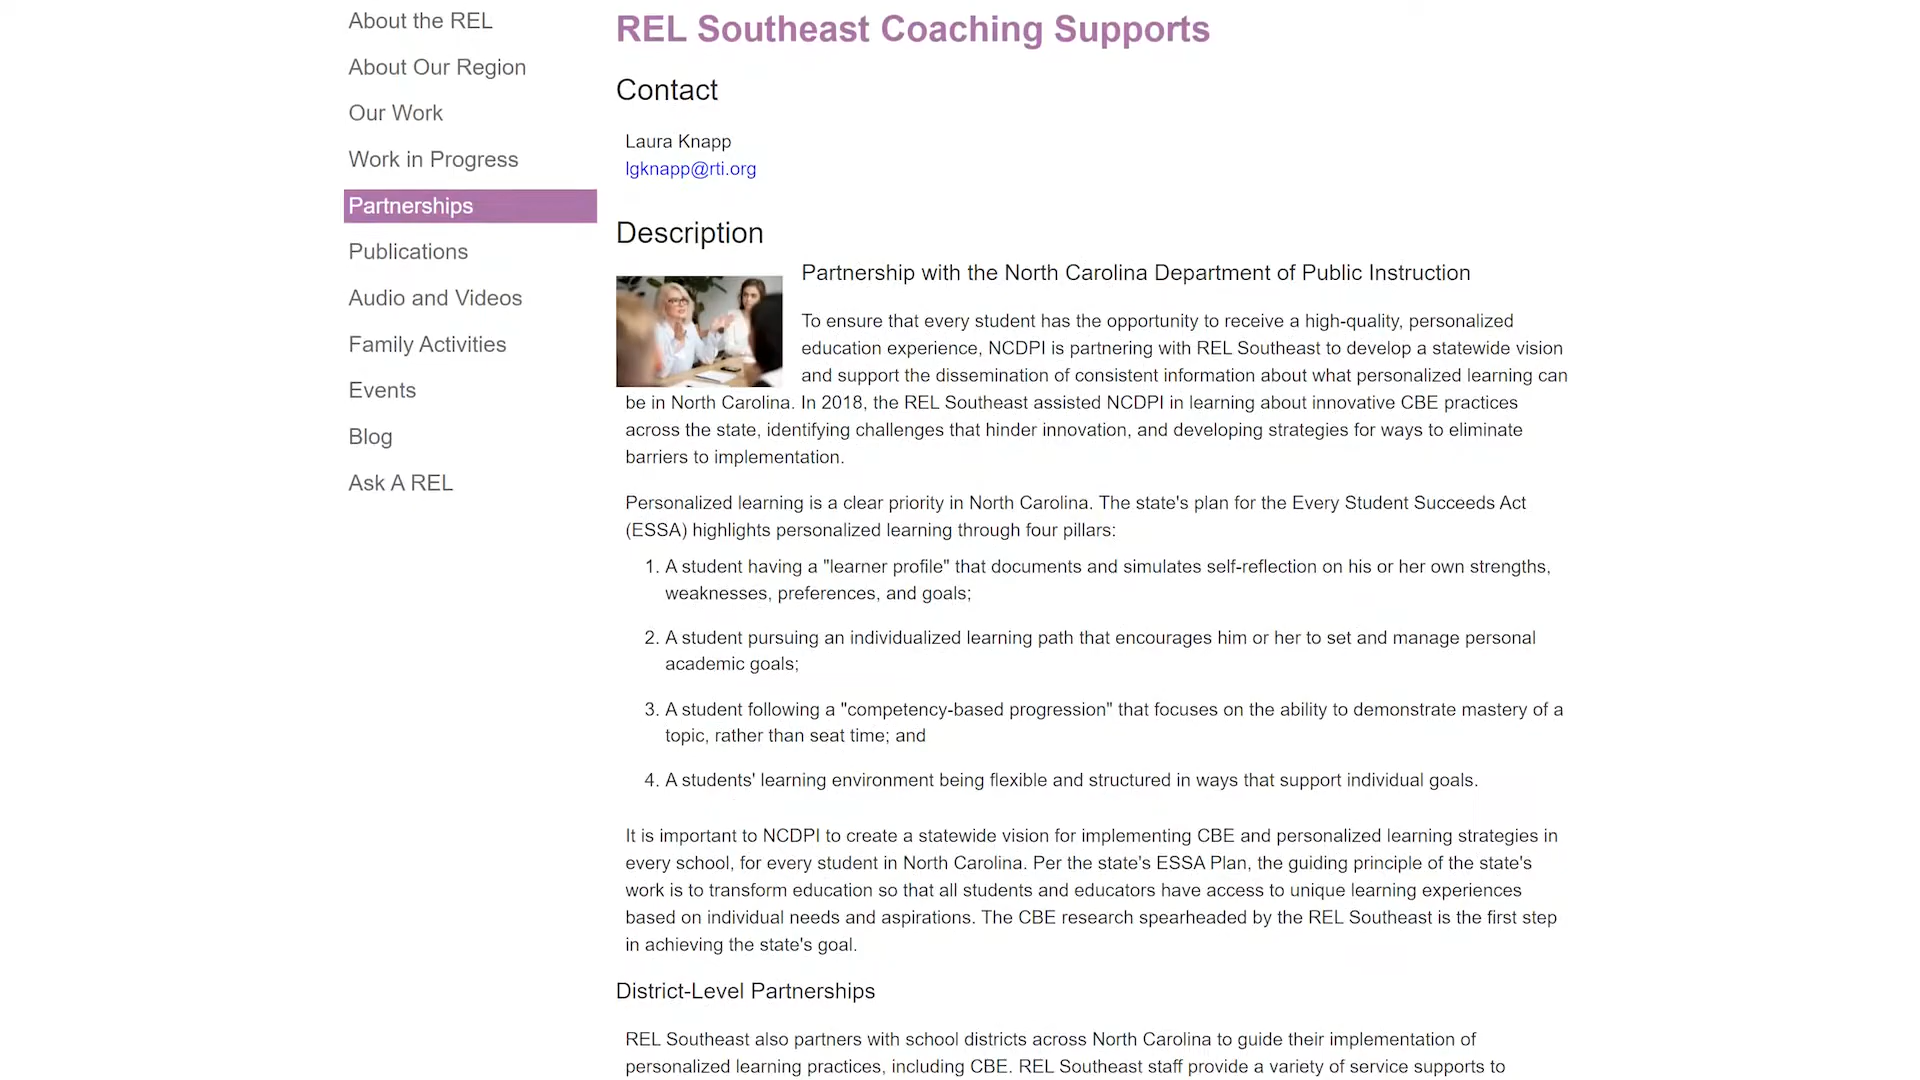 About the REL
About Our Region
Our Work
Work in Progress
Partnerships
Publications
Audio and Videos
Family Activities
Events
Blog
Ask A REL
REL Southeast Coaching Supports
Contact
Laura Knapp
lgknapp@rti.org
Description
Partnership with the North Carolina Department of Public Instruction
To ensure that every student has the opportunity to receive a high-quality, personalized
education experience, NCDPI is partnering with REL Southeast to develop a statewide vision
and support the dissemination of consistent information about what personalized learning can
be in North Carolina. In 2018, the REL Southeast assisted NCDPI in learning about innovative CBE practices
across the state, identifying challenges that hinder innovation, and developing strategies for ways to eliminate
barriers to implementation.
Personalized learning is a clear priority in North Carolina. The state's plan for the Every Student Succeeds Act
(ESSA) highlights personalized learning through four pillars:
1. A student having a "learner profile" that documents and simulates self-reflection on his or her own strengths,
weaknesses, preferences, and goals;
2. A student pursuing an individualized learning path that encourages him or her to set and manage personal
academic goals;
3. A student following a "competency-based progression" that focuses on the ability to demonstrate mastery of a
topic, rather than seat time; and
4. A students' learning environment being flexible and structured in ways that support individual goals.
It is important to NCDPI to create a statewide vision for implementing CBE and personalized learning strategies in
every school, for every student in North Carolina. Per the state's ESSA Plan, the guiding principle of the state's
work is to transform education so that all students and educators have access to unique learning experiences
based on individual needs and aspirations. The CBE research spearheaded by the REL Southeast is the first step
in achieving the state's goal.
District-Level Partnerships
REL Southeast also partners with school districts across North Carolina to guide their implementation of
personalized learning practices, including CBE. REL Southeast staff provide a variety of service supports to